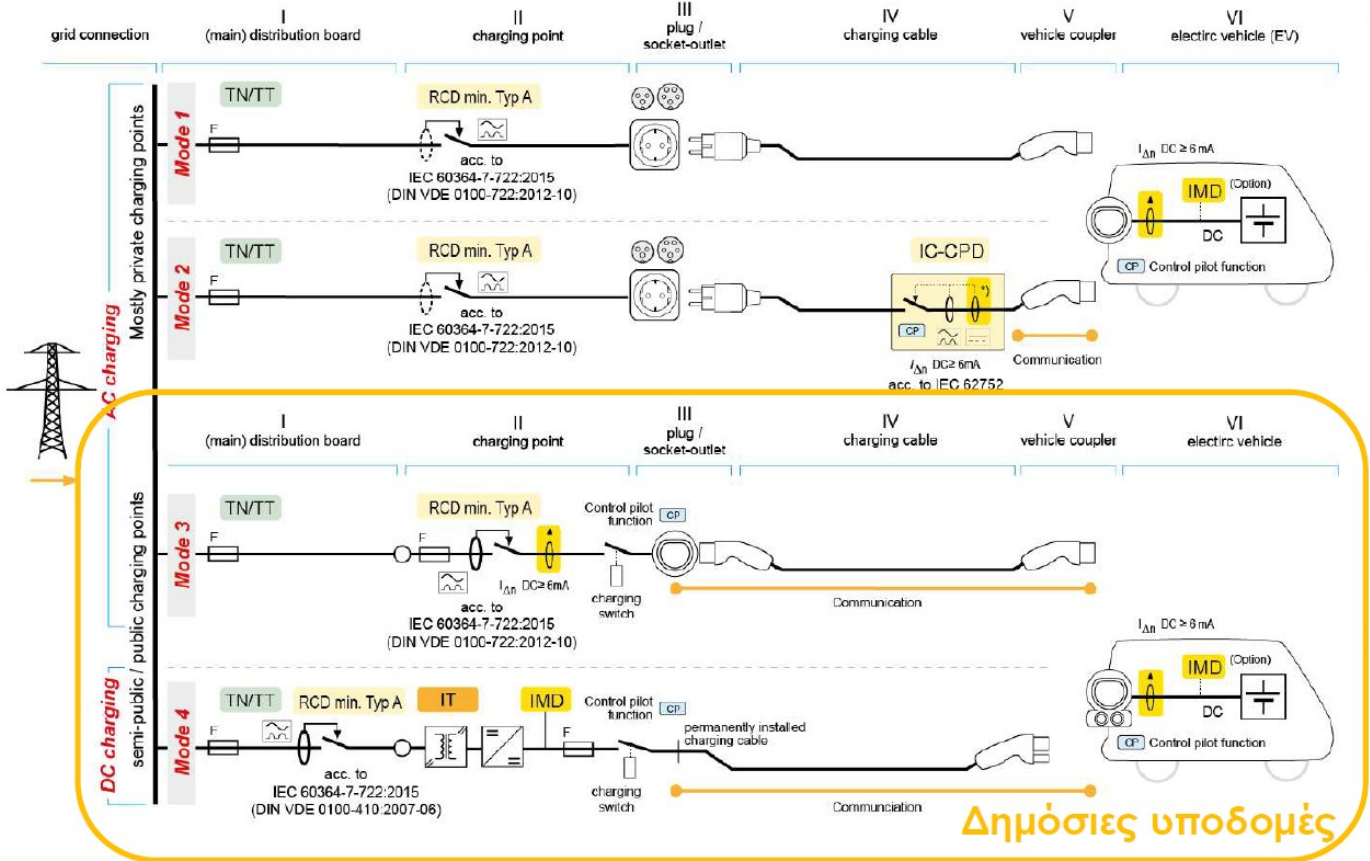 I II III IV V VI
grid connection (main) distribution board charging point plug / charging cable vehicle coupler electirc vehicle (EV)
socket-outlet
AC charging
Mostly private charging points
Mode 1
TN/TT
F
RCD min. Typ A
acc. to
IEC 60364-7-722:2015
(DIN VDE 0100-722:2012-10)
Mode 2
TN/TT
F
RCD min. Typ A
acc. to
IEC 60364-7-722:2015
(DIN VDE 0100-722:2012-10)
IC-CPD
*)
CP
I∆n DC≥ 6mA
acc. to IEC 62752
Communication
I∆n DC ≥ 6 mA
IMD (Option)
DC
CP Control pilot function
I II III IV V VI
(main) distribution board charging point plug / charging cable vehicle coupler electirc vehicle
socket-outlet
semi-public / public charging points
Mode 3
TN/TT
F
RCD min. Typ A
F
I∆n DC≥ 6mA
acc. to
IEC 60364-7-722:2015
(DIN VDE 0100-722:2012-10)
Control pilot
function CP
charging
switch
Communication
DC charging
Mode 4
TN/TT
F
RCD min. Typ A
acc. to
IEC 60364-7-722:2015
(DIN VDE 0100-410:2007-06)
IT
IMD
F
Control pilot
function CP
permanently installed
charging cable
charging
switch
Communciation
I∆n DC ≥ 6 mA
IMD (Option)
DC
CP Control pilot function
Δημόσιες υποδομές